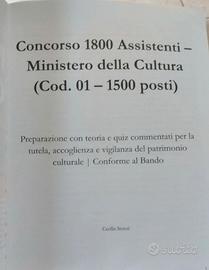 Concorso 1800 Assistenti –
Ministero della Cultura
(Cod. 01 – 1500 posti)
Preparazione con teoria e quiz commentati per la
tutela, accoglienza e vigilanza del patrimonio
culturale | Conforme al Bando
subito